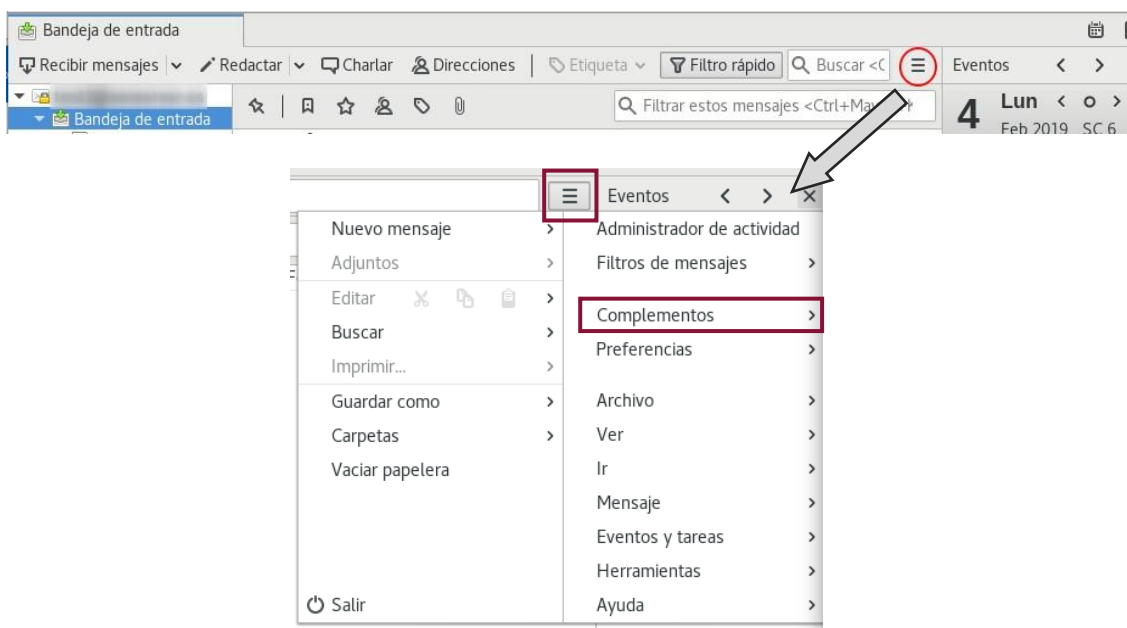 Bandeja de entrada
Recibir mensajes Redactar Charlar Direcciones Etiqueta Filtro rápido Buscar <C Eventos
Bandeja de entrada
Filtrar estos mensajes <Ctrl+May
4 Lun
Feb 2019 SC 6
Eventos
Nuevo mensaje
Adjuntos
Editar
Buscar
Imprimir...
Guardar como
Carpetas
Vaciar papelera
Salir
Administrador de actividad
Filtros de mensajes
Complementos
Preferencias
Archivo
Ver
Ir
Mensaje
Eventos y tareas
Herramientas
Ayuda